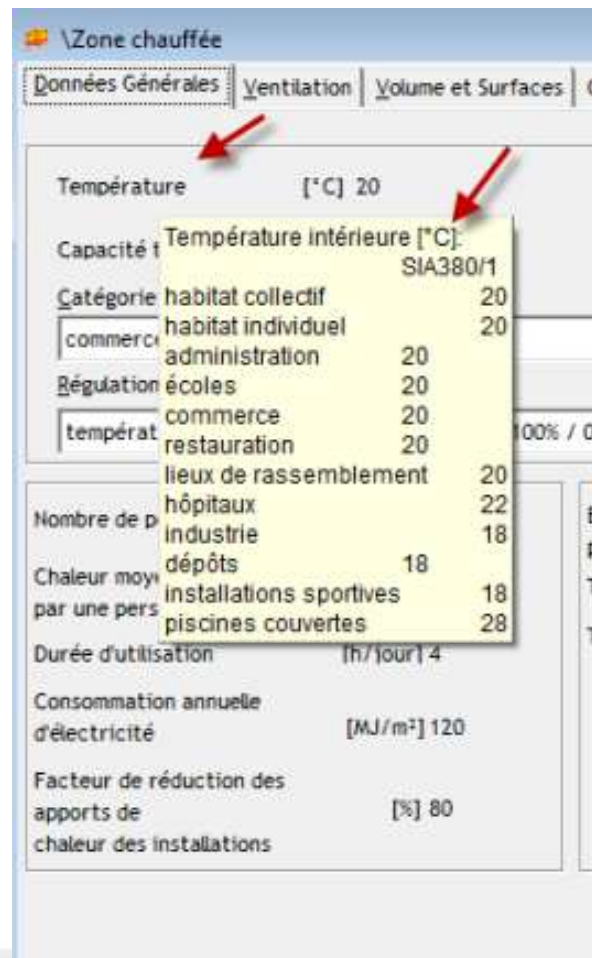 \Zone chauffée
Données Générales Ventilation Volume et Surfaces
Température [°C] 20
Capacité t
Température intérieure [°C]:
SIA380/1
Catégorie
habitat collectif 20
habitat individuel 20
commerc
administration 20
Régulation
écoles 20
commerce 20
températ
restauration 20
100% / 0
lieux de rassemblement 20
hôpitaux 22
Nombre de p
industrie 18
dépôts 18
Chaleur moy
par une pers
installations sportives 18
piscines couvertes 28
Durée d'utilisation [h/jour] 4
Consommation annuelle
d'électricité [MJ/m²] 120
Facteur de réduction des
apports de [%] 80
chaleur des installations